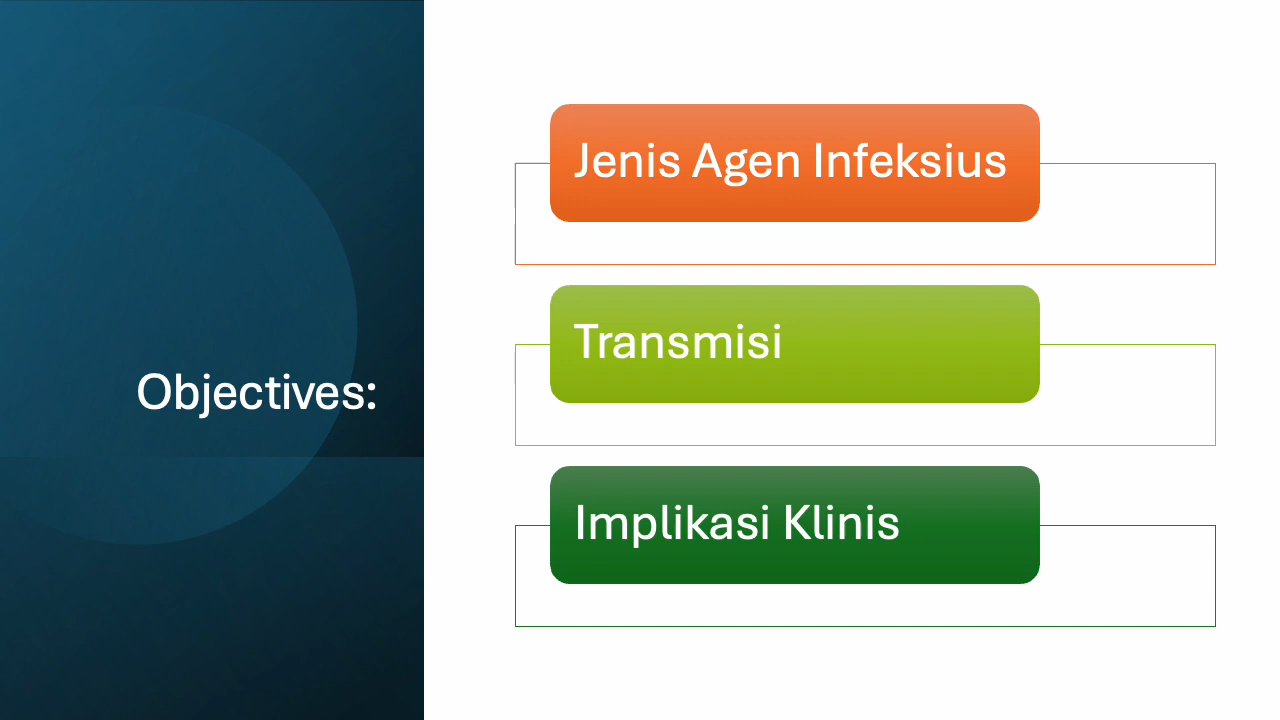 Objectives:
Jenis Agen Infeksius
Transmisi
Implikasi Klinis